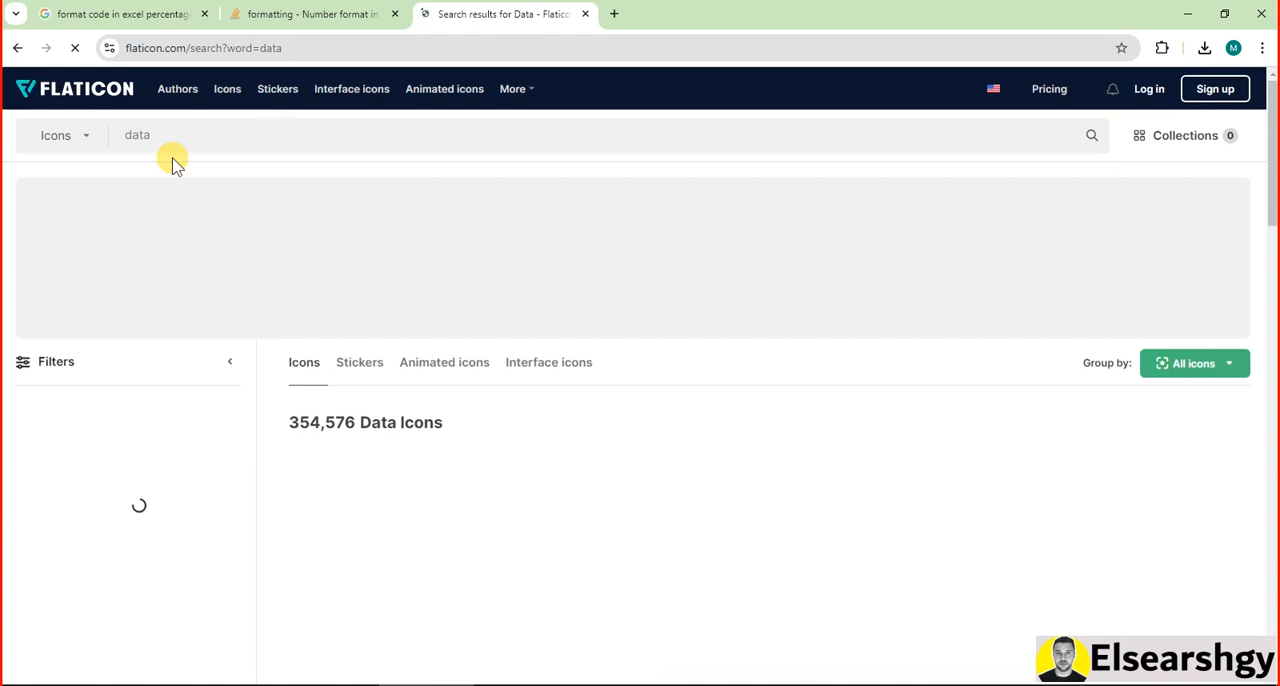 format code in excel percentag
formatting - Number format in
Search results for Data - Flatico
flaticon.com/search?word=data
M
FLATICON
Authors
Icons
Stickers
Interface icons
Animated icons
More
Pricing
Log in
Sign up
Icons
data
Collections 0
Filters
Icons
Stickers
Animated icons
Interface icons
Group by:
All icons
354,576 Data Icons
Elsearshgy